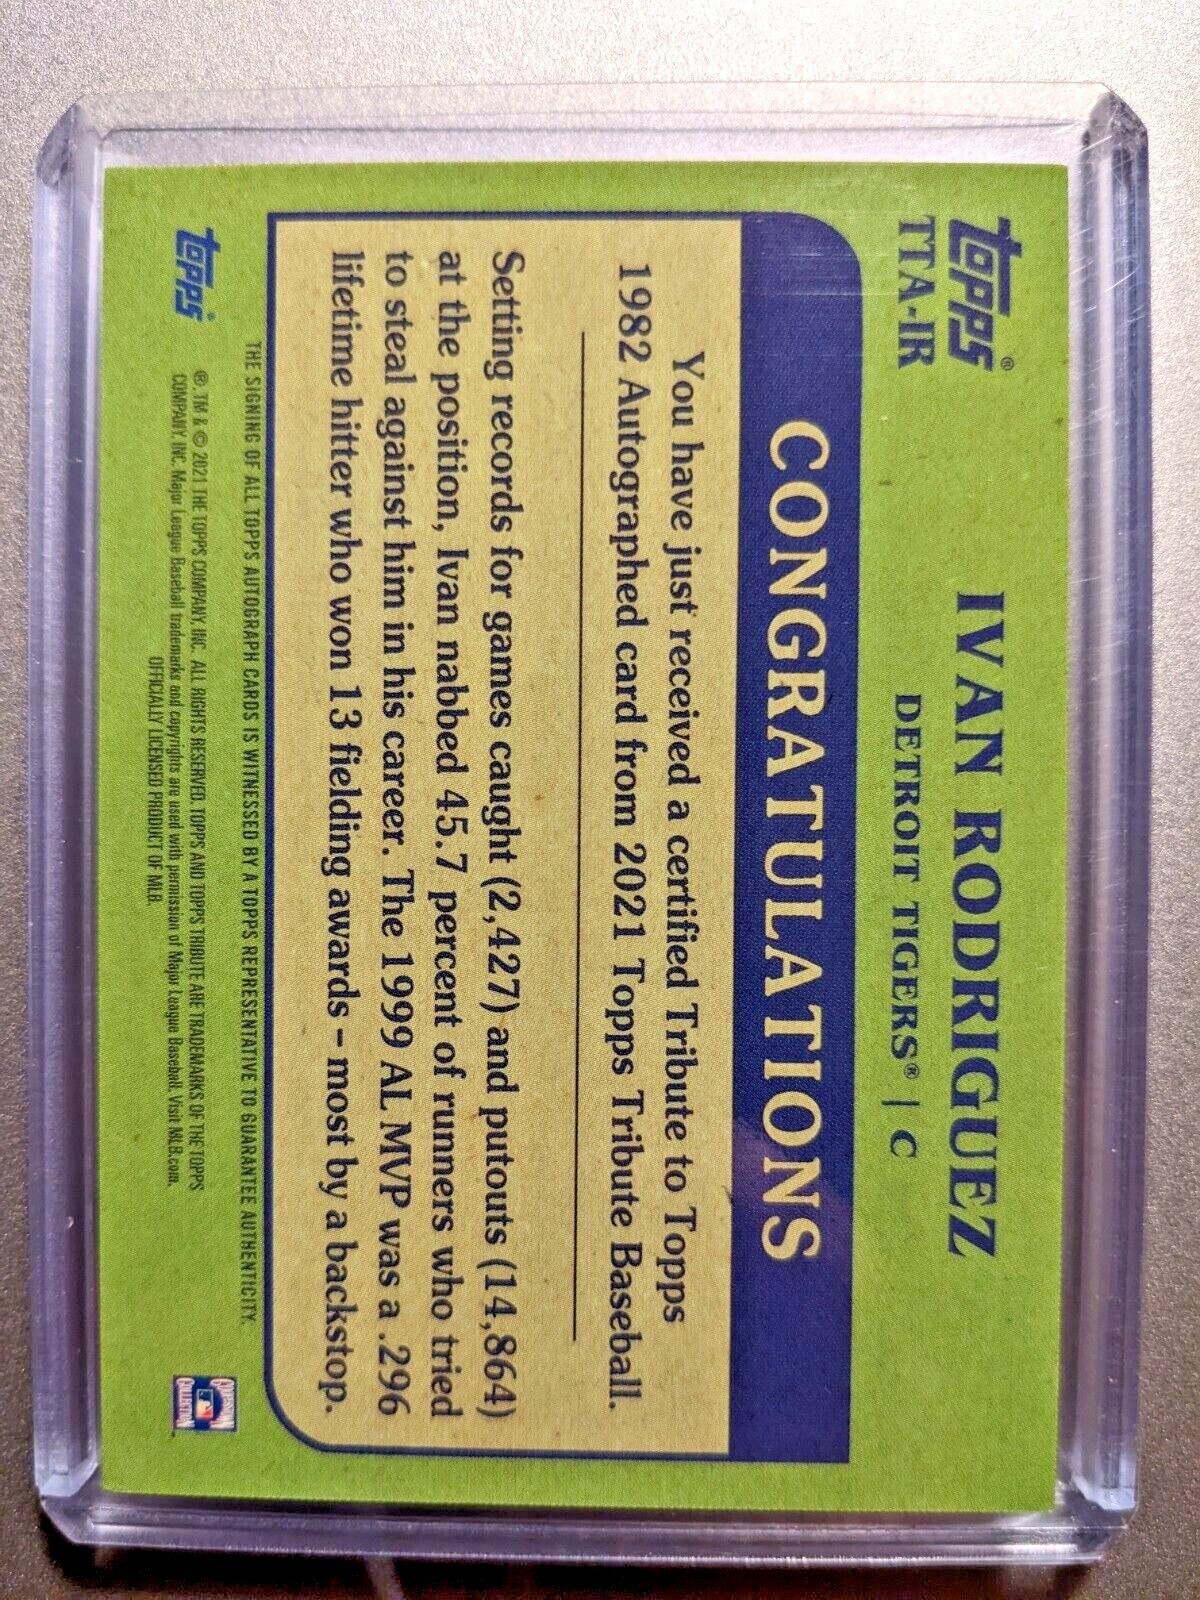 topps®
TTA-IR
IVAN RODRIGUEZ
DETROIT TIGERS® | C
CONGRATULATIONS
You have just received a certified Tribute to Topps
1982 Autographed card from 2021 Topps Tribute Baseball.
Setting records for games caught (2,427) and putouts (14,864)
at the position, Ivan nabbed 45.7 percent of runners who tried
to steal against him in his career. The 1999 AL MVP was a .296
lifetime hitter who won 13 fielding awards – most by a backstop.
THE SIGNING OF ALL TOPPS AUTOGRAPH CARDS IS WITNESSED BY A TOPPS REPRESENTATIVE TO GUARANTEE AUTHENTICITY.
topps
®, TM & © 2021 THE TOPPS COMPANY, INC. ALL RIGHTS RESERVED. TOPPS AND TOPPS TRIBUTE ARE TRADEMARKS OF THE TOPPS
COMPANY, INC. Major League Baseball trademarks and copyrights are used with permission of Major League Baseball. Visit MLB.com.
OFFICIALLY LICENSED PRODUCT OF MLB.
COOPERSTOWN
COLLECTION